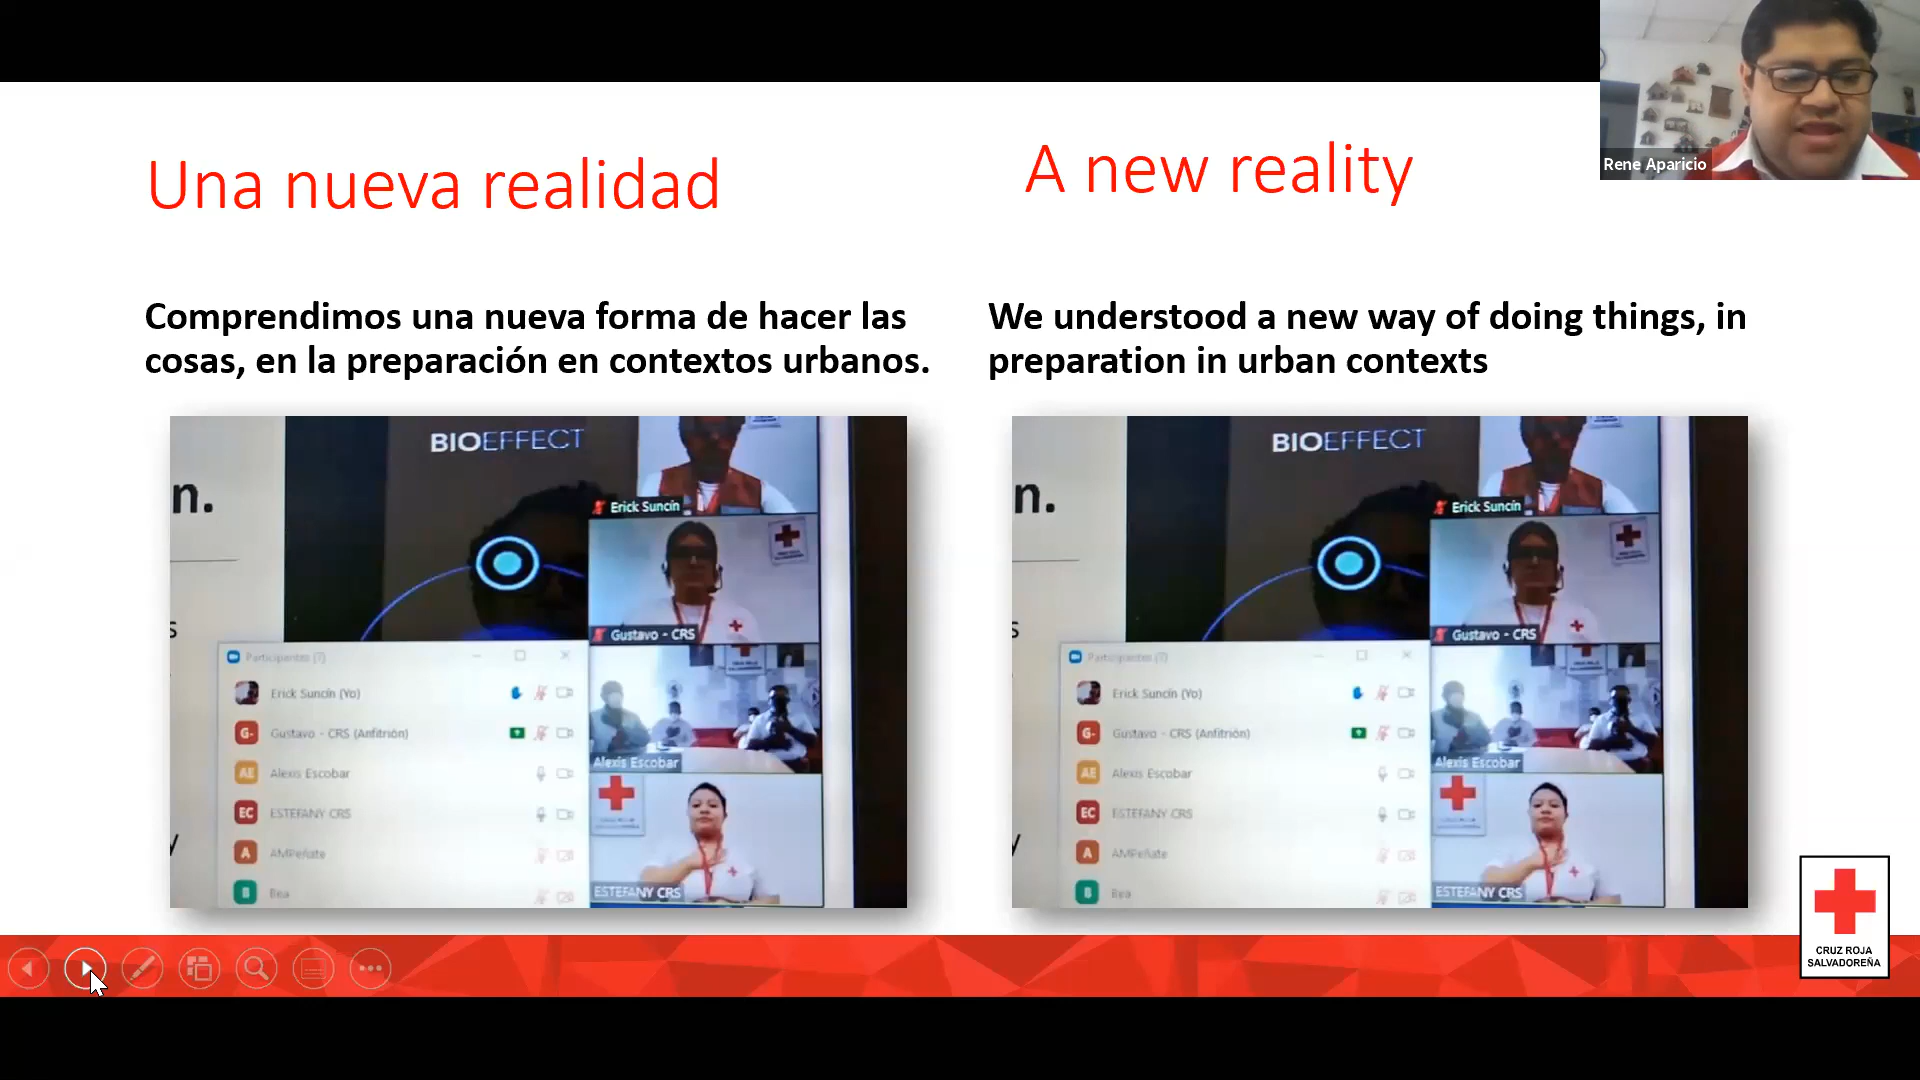 Rene Aparicio
Una nueva realidad
A new reality
Comprendimos una nueva forma de hacer las
cosas, en la preparación en contextos urbanos.
We understood a new way of doing things, in
preparation in urban contexts
BIOEFFECT
n.
Erick Suncín
Gustavo - CRS
Participantes (7)
Erick Suncín (Yo)
Gustavo - CRS (Anfitrión)
Alexis Escobar
Alexis Escobar
ESTEFANY CRS
AMPeñate
Bea
ESTEFANY CRS
BIOEFFECT
n.
Erick Suncín
Gustavo - CRS
Participantes (7)
Erick Suncín (Yo)
Gustavo - CRS (Anfitrión)
Alexis Escobar
Alexis Escobar
ESTEFANY CRS
AMPeñate
Bea
ESTEFANY CRS
CRUZ ROJA
SALVADOREÑA